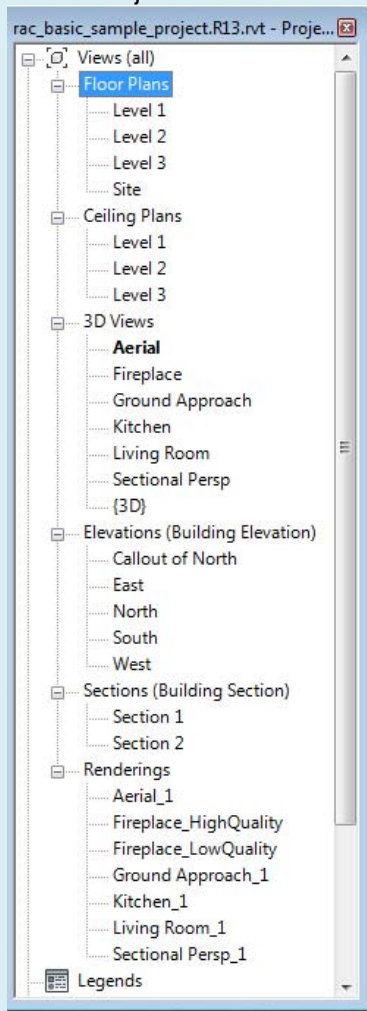 rac_basic_sample_project.R13.rvt - Proje...
Views (all)
Floor Plans
Level 1
Level 2
Level 3
Site
Ceiling Plans
Level 1
Level 2
Level 3
3D Views
Aerial
Fireplace
Ground Approach
Kitchen
Living Room
Sectional Persp
{3D}
Elevations (Building Elevation)
Callout of North
East
North
South
West
Sections (Building Section)
Section 1
Section 2
Renderings
Aerial_1
Fireplace_HighQuality
Fireplace_LowQuality
Ground Approach_1
Kitchen_1
Living Room_1
Sectional Persp_1
Legends